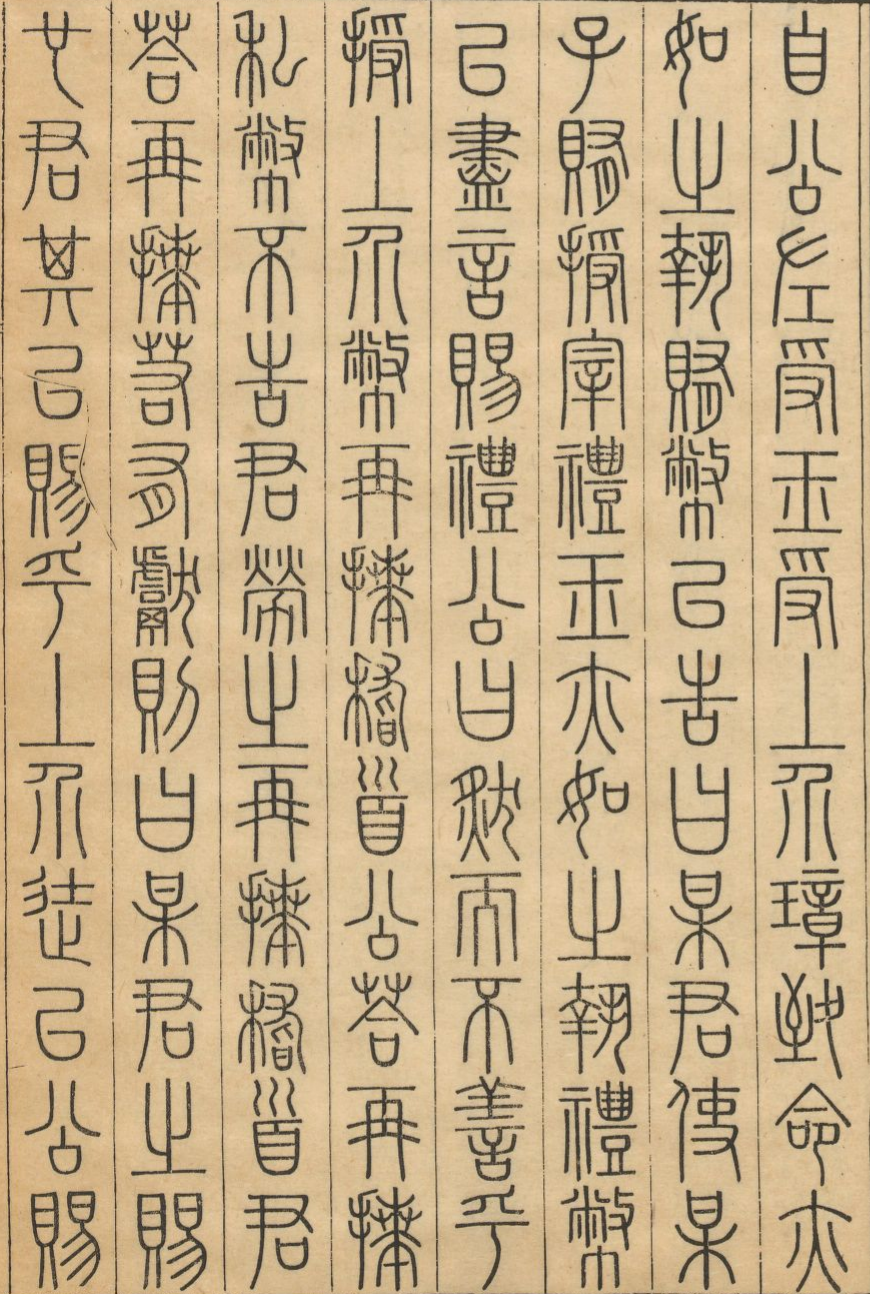 自公左受玉受上介璋致命亦
如之執賄幣以告曰某君使某
子賄授宰禮玉亦如之執禮幣
以盡言賜禮公曰然而不善乎
授上介幣再拜稽首公答再拜
私幣不告君勞之再拜稽首君
答再拜若有獻則曰某君之賜
也君其以賜乎上介徒以公賜